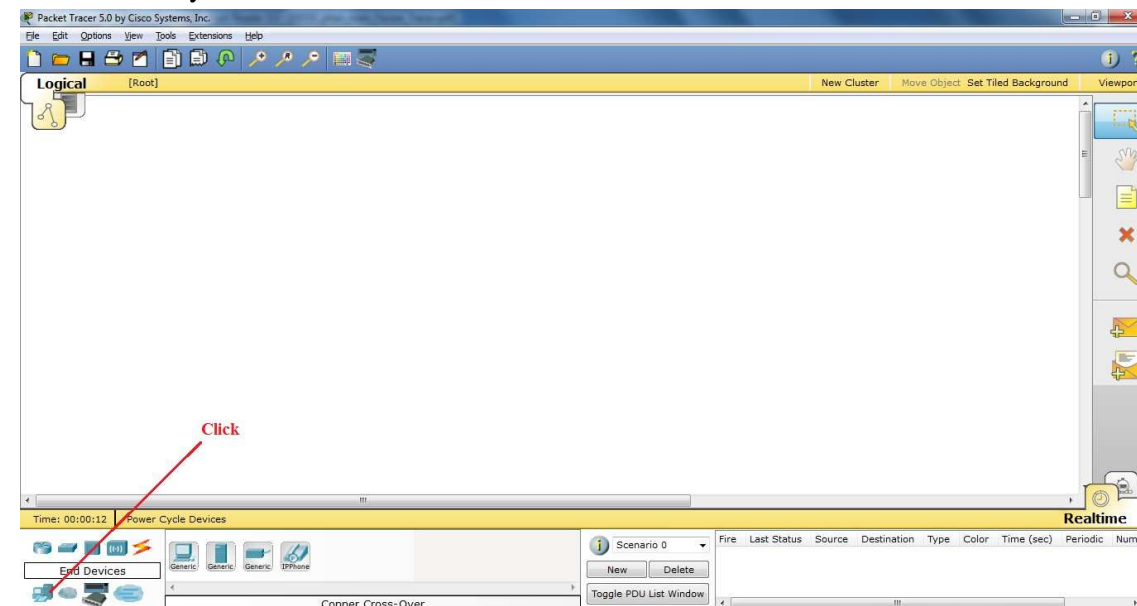 Packet Tracer 5.0 by Cisco Systems, Inc.
File Edit Options View Tools Extensions Help
Logical [Root] New Cluster Move Object Set Tiled Background Viewpor
Click
Time: 00:00:12 Power Cycle Devices Realtime
Scenario 0 Fire Last Status Source Destination Type Color Time (sec) Periodic Num
Generic Generic Generic IPPhone
End Devices New Delete
Toggle PDU List Window
Copper Cross-Over